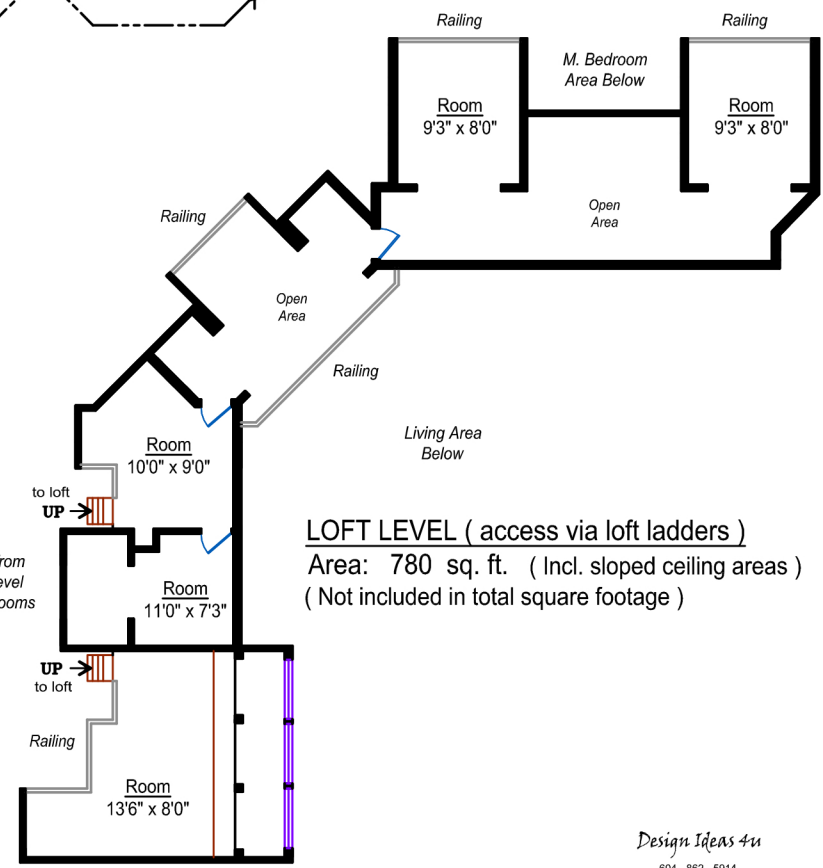 Railing
Railing
M. Bedroom
Area Below
Room
9'3" x 8'0"
Room
9'3" x 8'0"
Railing
Open
Area
Open
Area
Railing
Living Area
Below
Room
10'0" x 9'0"
to loft
UP
LOFT LEVEL ( access via loft ladders )
Area: 780 sq. ft. ( Incl. sloped ceiling areas )
( Not included in total square footage )
Room
11'0" x 7'3"
UP
to loft
Railing
Room
13'6" x 8'0"
Design Ideas 4u